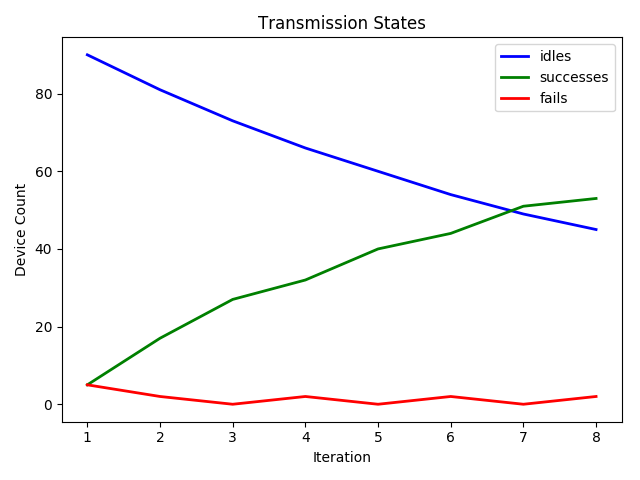 Transmission States
idles
successes
fails
Device Count
80
60
40
20
0
1 2 3 4 5 6 7 8
Iteration